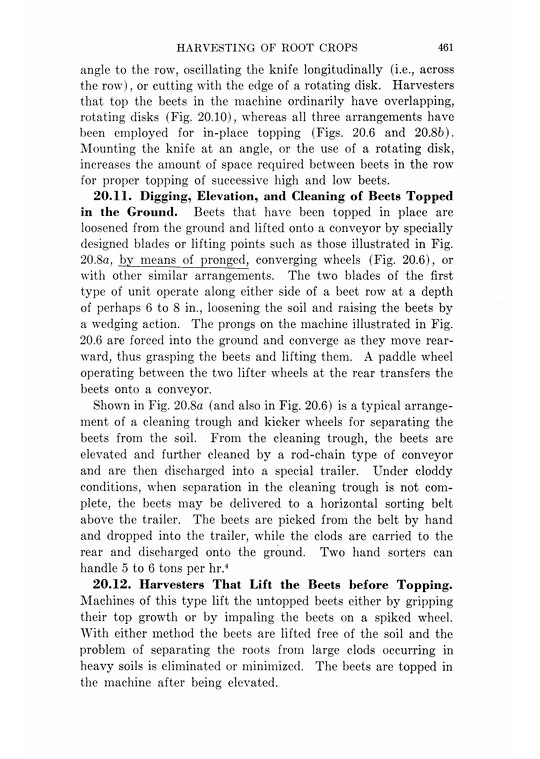 HARVESTING OF ROOT CROPS 461
angle to the row, oscillating the knife longitudinally (i.e., across
the row), or cutting with the edge of a rotating disk. Harvesters
that top the beets in the machine ordinarily have overlapping,
rotating disks (Fig. 20.10), whereas all three arrangements have
been employed for in-place topping (Figs. 20.6 and 20.8b).
Mounting the knife at an angle, or the use of a rotating disk,
increases the amount of space required between beets in the row
for proper topping of successive high and low beets.
20.11. Digging, Elevation, and Cleaning of Beets Topped
in the Ground. Beets that have been topped in place are
loosened from the ground and lifted onto a conveyor by specially
designed blades or lifting points such as those illustrated in Fig.
20.8a, by means of pronged, converging wheels (Fig. 20.6), or
with other similar arrangements. The two blades of the first
type of unit operate along either side of a beet row at a depth
of perhaps 6 to 8 in., loosening the soil and raising the beets by
a wedging action. The prongs on the machine illustrated in Fig.
20.6 are forced into the ground and converge as they move rear-
ward, thus grasping the beets and lifting them. A paddle wheel
operating between the two lifter wheels at the rear transfers the
beets onto a conveyor.
Shown in Fig. 20.8a (and also in Fig. 20.6) is a typical arrange-
ment of a cleaning trough and kicker wheels for separating the
beets from the soil. From the cleaning trough, the beets are
elevated and further cleaned by a rod-chain type of conveyor
and are then discharged into a special trailer. Under cloddy
conditions, when separation in the cleaning trough is not com-
plete, the beets may be delivered to a horizontal sorting belt
above the trailer. The beets are picked from the belt by hand
and dropped into the trailer, while the clods are carried to the
rear and discharged onto the ground. Two hand sorters can
handle 5 to 6 tons per hr.⁴
20.12. Harvesters That Lift the Beets before Topping.
Machines of this type lift the untopped beets either by gripping
their top growth or by impaling the beets on a spiked wheel.
With either method the beets are lifted free of the soil and the
problem of separating the roots from large clods occurring in
heavy soils is eliminated or minimized. The beets are topped in
the machine after being elevated.